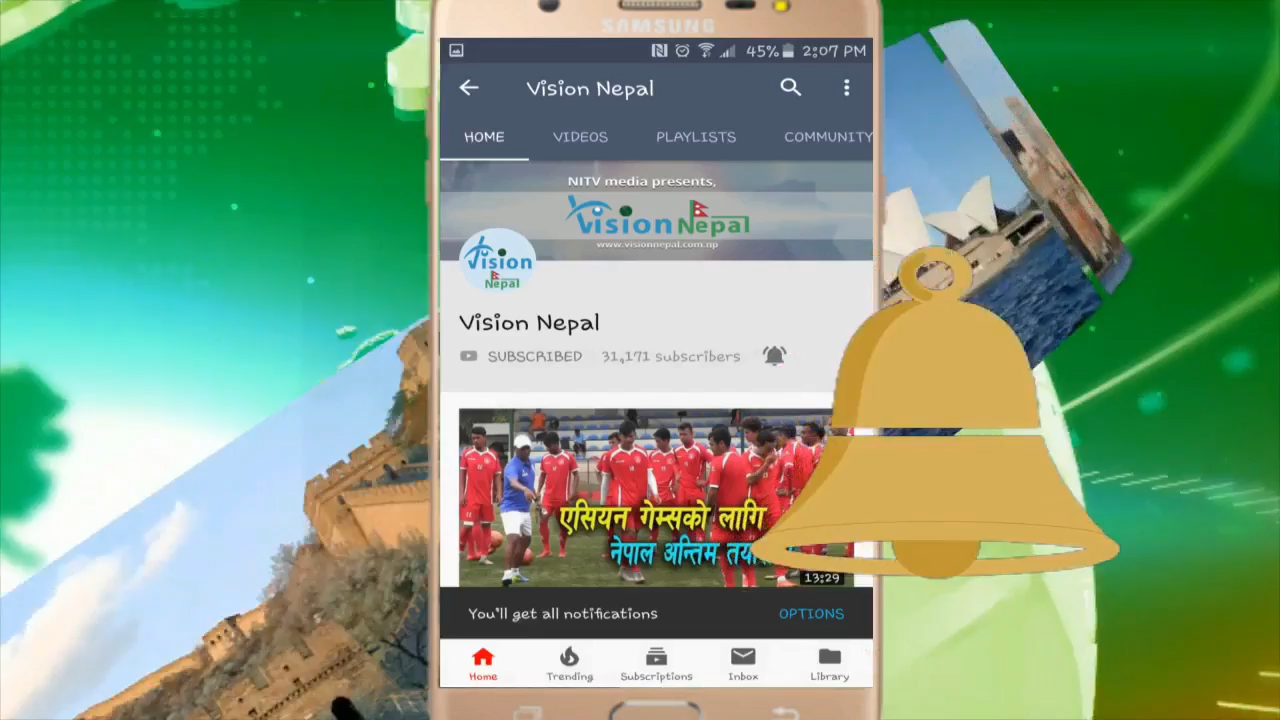 SAMSUNG
45% 2:07 PM
Vision Nepal
HOME VIDEOS PLAYLISTS COMMUNITY
NITV media presents,
Vision Nepal
www.visionnepal.com.np
Vision
Nepal
Vision Nepal
SUBSCRIBED 31,171 subscribers
एसियन गेम्सको लागि
नेपाल अन्तिम
13:29
You'll get all notifications OPTIONS
Home Trending Subscriptions Inbox Library